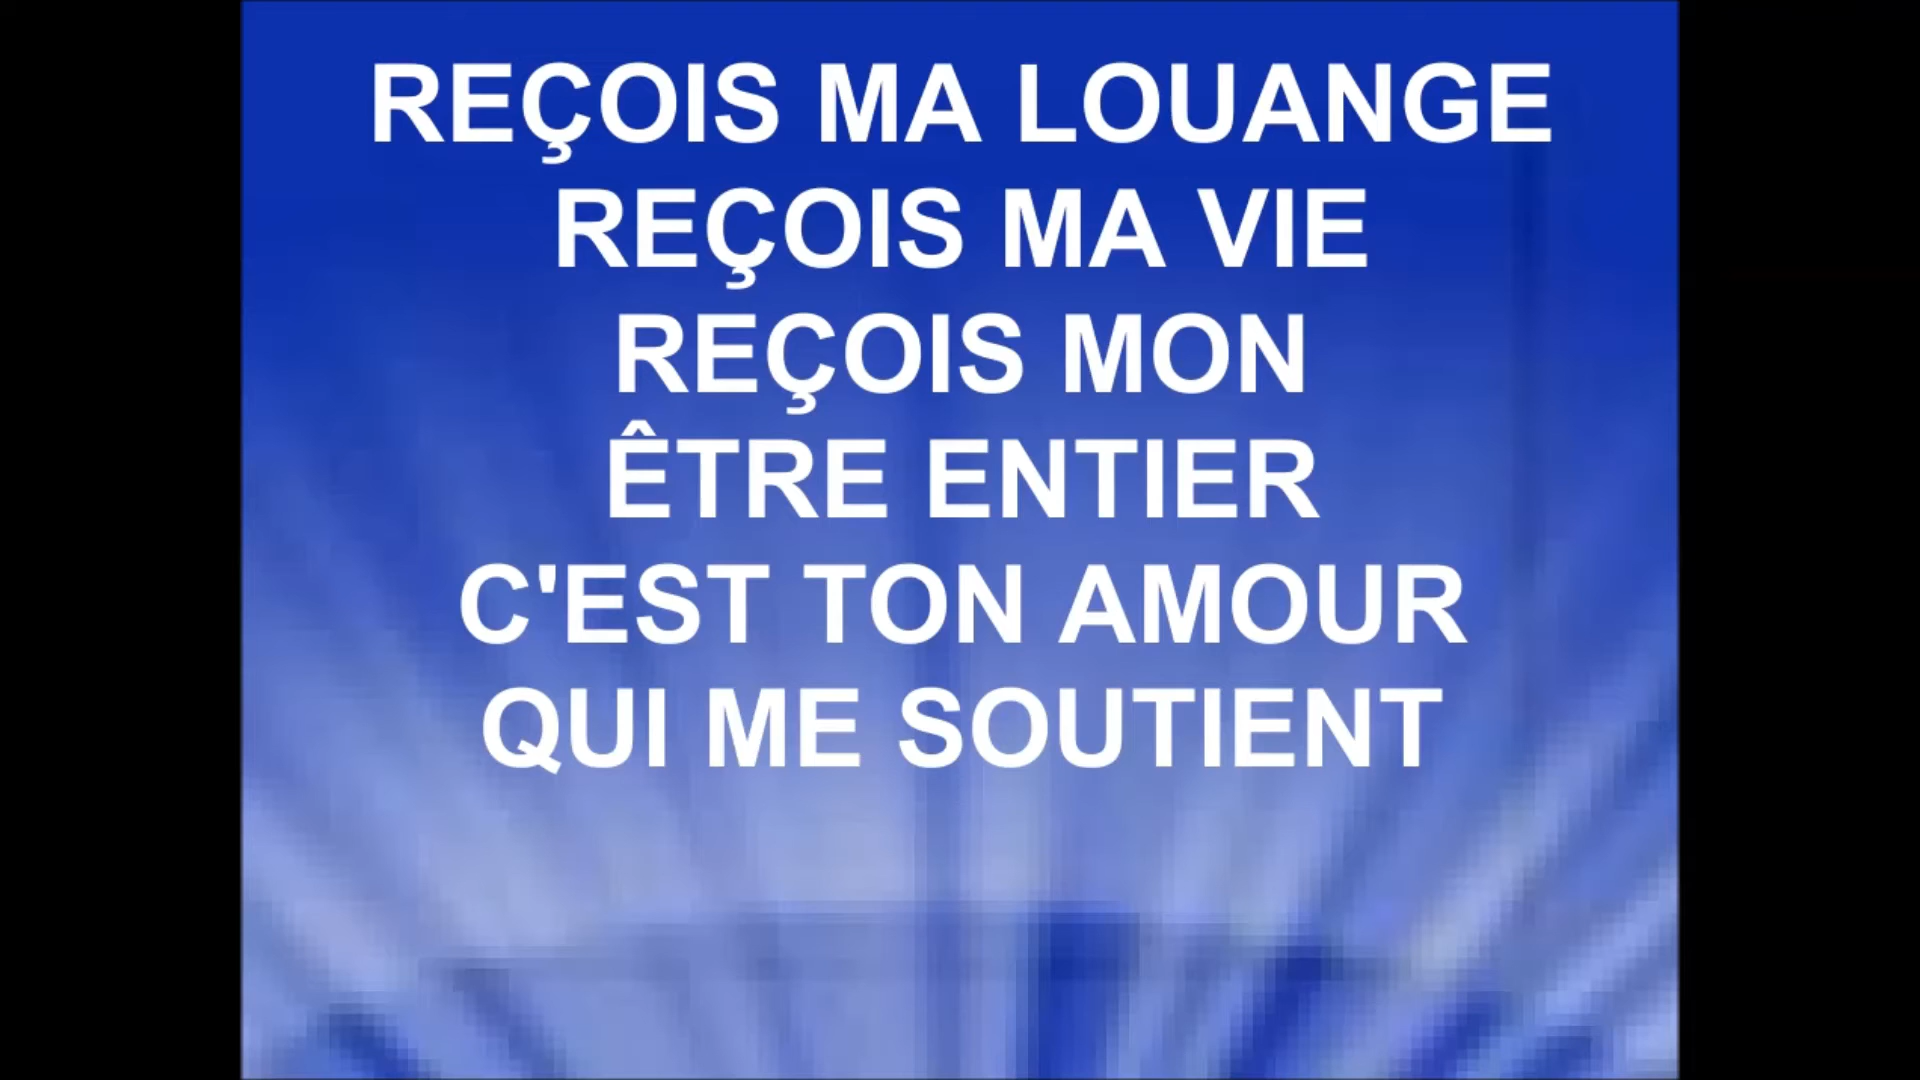 REÇOIS MA LOUANGE
REÇOIS MA VIE
REÇOIS MON
ÊTRE ENTIER
C'EST TON AMOUR
QUI ME SOUTIENT